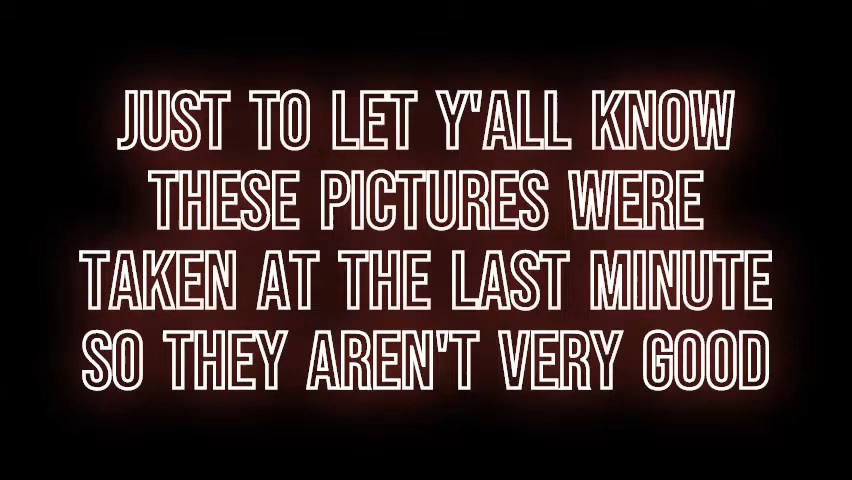 JUST TO LET Y'ALL KNOW
THESE PICTURES WERE
TAKEN AT THE LAST MINUTE
SO THEY AREN'T VERY GOOD